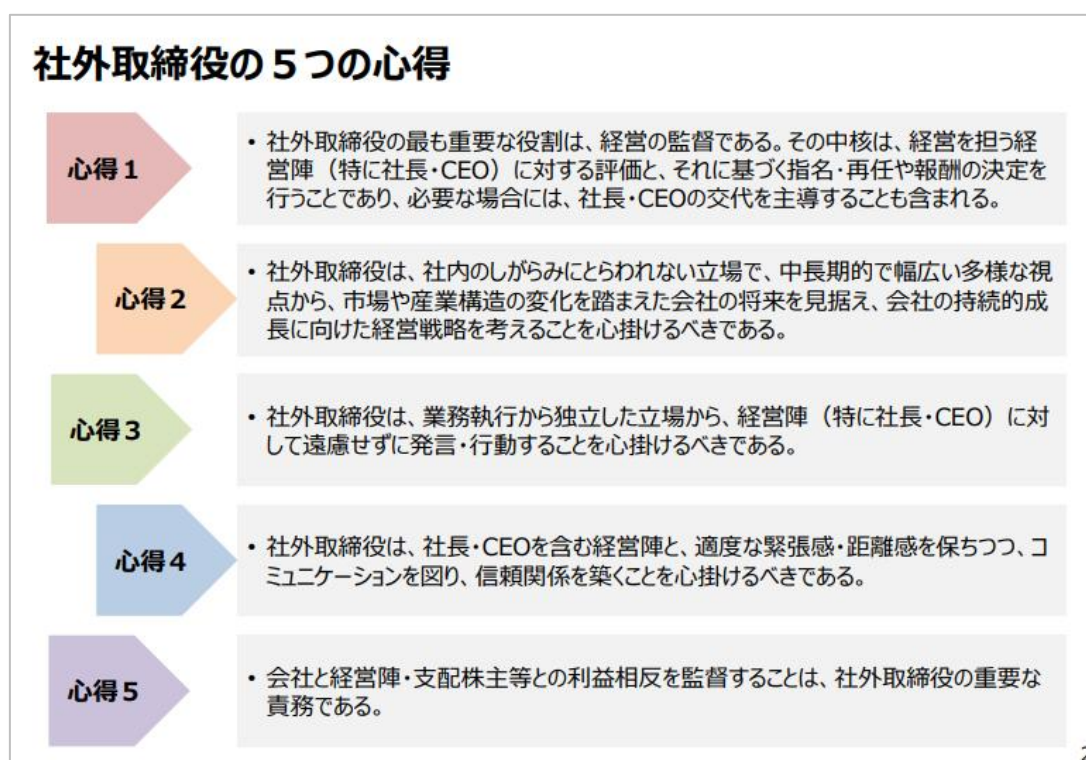 社外取締役の５つの心得
心得１
• 社外取締役の最も重要な役割は、経営の監督である。その中核は、経営を担う経
営陣（特に社長・CEO）に対する評価と、それに基づく指名・再任や報酬の決定を
行うことであり、必要な場合には、社長・CEOの交代を主導することも含まれる。
心得２
• 社外取締役は、社内のしがらみにとらわれない立場で、中長期的で幅広い多様な視
点から、市場や産業構造の変化を踏まえた会社の将来を見据え、会社の持続的成
長に向けた経営戦略を考えることを心掛けるべきである。
心得３
• 社外取締役は、業務執行から独立した立場から、経営陣（特に社長・CEO）に対
して遠慮せずに発言・行動することを心掛けるべきである。
心得４
• 社外取締役は、社長・CEOを含む経営陣と、適度な緊張感・距離感を保ちつつ、コ
ミュニケーションを図り、信頼関係を築くことを心掛けるべきである。
心得５
• 会社と経営陣・支配株主等との利益相反を監督することは、社外取締役の重要な
責務である。